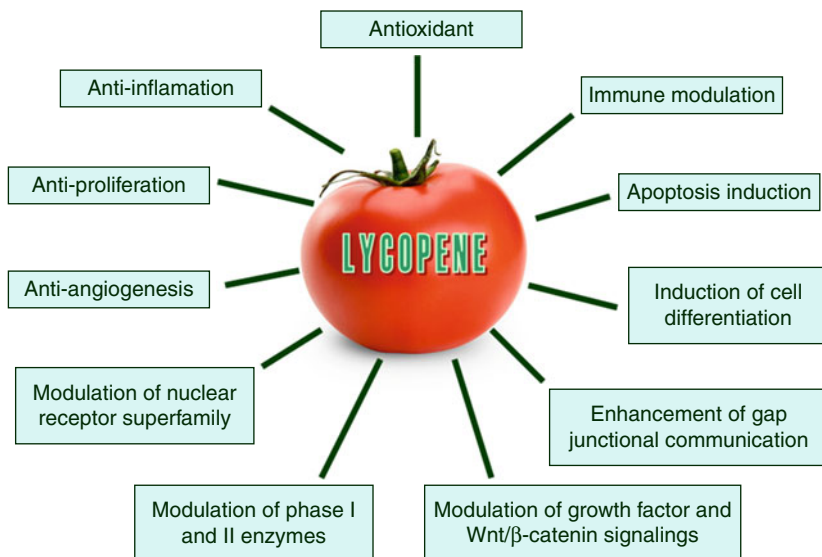 Antioxidant
Anti-inflamation
Immune modulation
Anti-proliferation
Apoptosis induction
LYCOPENE
Anti-angiogenesis
Induction of cell
differentiation
Modulation of nuclear
receptor superfamily
Enhancement of gap
junctional communication
Modulation of phase I
and II enzymes
Modulation of growth factor and
Wnt/β-catenin signalings